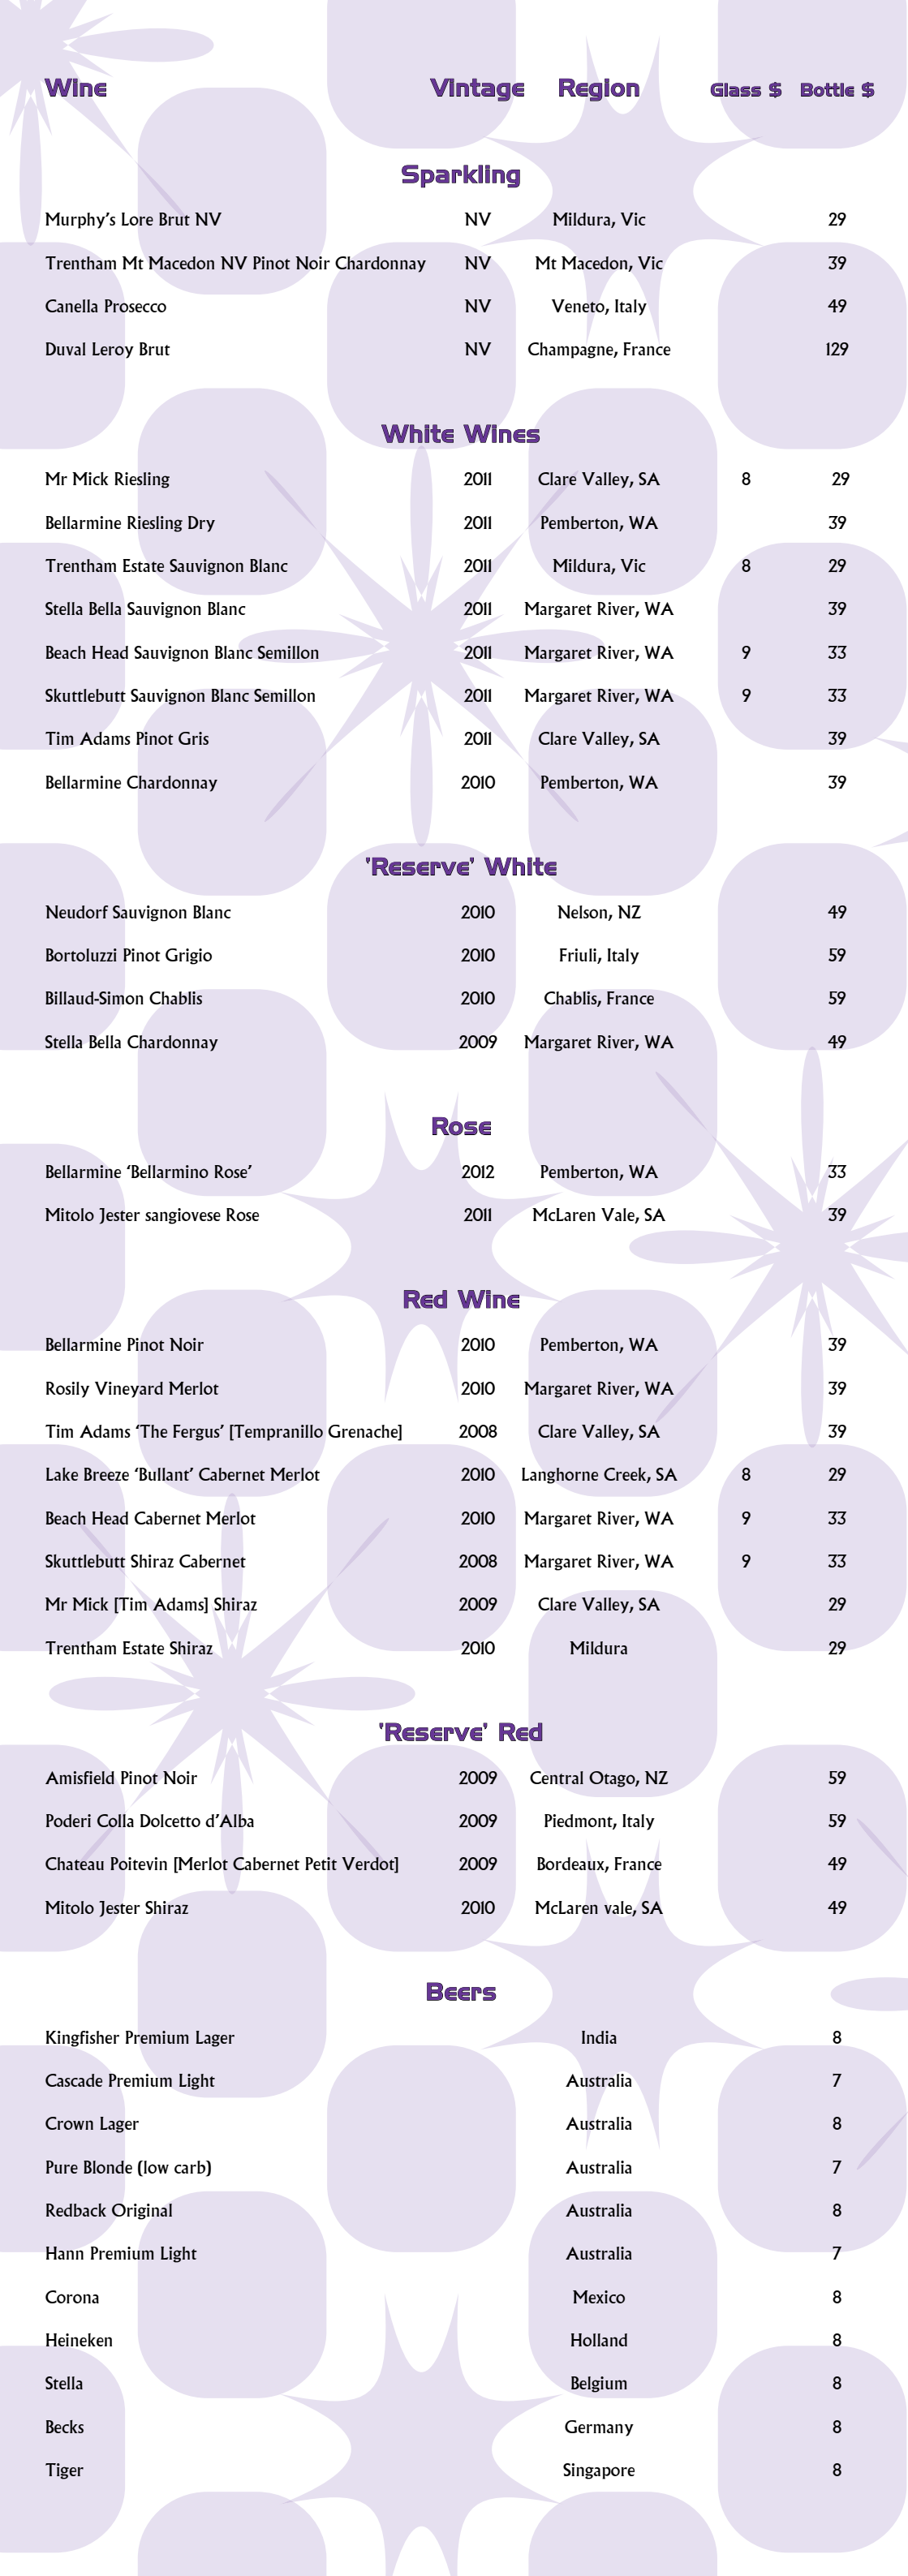 Wine Vintage Region Glass $ Bottle $
Sparkling
Murphy's Lore Brut NV NV Mildura, Vic 29
Trentham Mt Macedon NV Pinot Noir Chardonnay NV Mt Macedon, Vic 39
Canella Prosecco NV Veneto, Italy 49
Duval Leroy Brut NV Champagne, France 129
White Wines
Mr Mick Riesling 2011 Clare Valley, SA 8 29
Bellarmine Riesling Dry 2011 Pemberton, WA 39
Trentham Estate Sauvignon Blanc 2011 Mildura, Vic 8 29
Stella Bella Sauvignon Blanc 2011 Margaret River, WA 39
Beach Head Sauvignon Blanc Semillon 2011 Margaret River, WA 9 33
Skuttlebutt Sauvignon Blanc Semillon 2011 Margaret River, WA 9 33
Tim Adams Pinot Gris 2011 Clare Valley, SA 39
Bellarmine Chardonnay 2010 Pemberton, WA 39
'Reserve' White
Neudorf Sauvignon Blanc 2010 Nelson, NZ 49
Bortoluzzi Pinot Grigio 2010 Friuli, Italy 59
Billaud-Simon Chablis 2010 Chablis, France 59
Stella Bella Chardonnay 2009 Margaret River, WA 49
Rose
Bellarmine 'Bellarmino Rose' 2012 Pemberton, WA 33
Mitolo Jester sangiovese Rose 2011 McLaren Vale, SA 39
Red Wine
Bellarmine Pinot Noir 2010 Pemberton, WA 39
Rosily Vineyard Merlot 2010 Margaret River, WA 39
Tim Adams 'The Fergus' [Tempranillo Grenache] 2008 Clare Valley, SA 39
Lake Breeze 'Bullant' Cabernet Merlot 2010 Langhorne Creek, SA 8 29
Beach Head Cabernet Merlot 2010 Margaret River, WA 9 33
Skuttlebutt Shiraz Cabernet 2008 Margaret River, WA 9 33
Mr Mick [Tim Adams] Shiraz 2009 Clare Valley, SA 29
Trentham Estate Shiraz 2010 Mildura 29
'Reserve' Red
Amisfield Pinot Noir 2009 Central Otago, NZ 59
Poderi Colla Dolcetto d'Alba 2009 Piedmont, Italy 59
Chateau Poitevin [Merlot Cabernet Petit Verdot] 2009 Bordeaux, France 49
Mitolo Jester Shiraz 2010 McLaren vale, SA 49
Beers
Kingfisher Premium Lager India 8
Cascade Premium Light Australia 7
Crown Lager Australia 8
Pure Blonde (low carb) Australia 7
Redback Original Australia 8
Hann Premium Light Australia 7
Corona Mexico 8
Heineken Holland 8
Stella Belgium 8
Becks Germany 8
Tiger Singapore 8